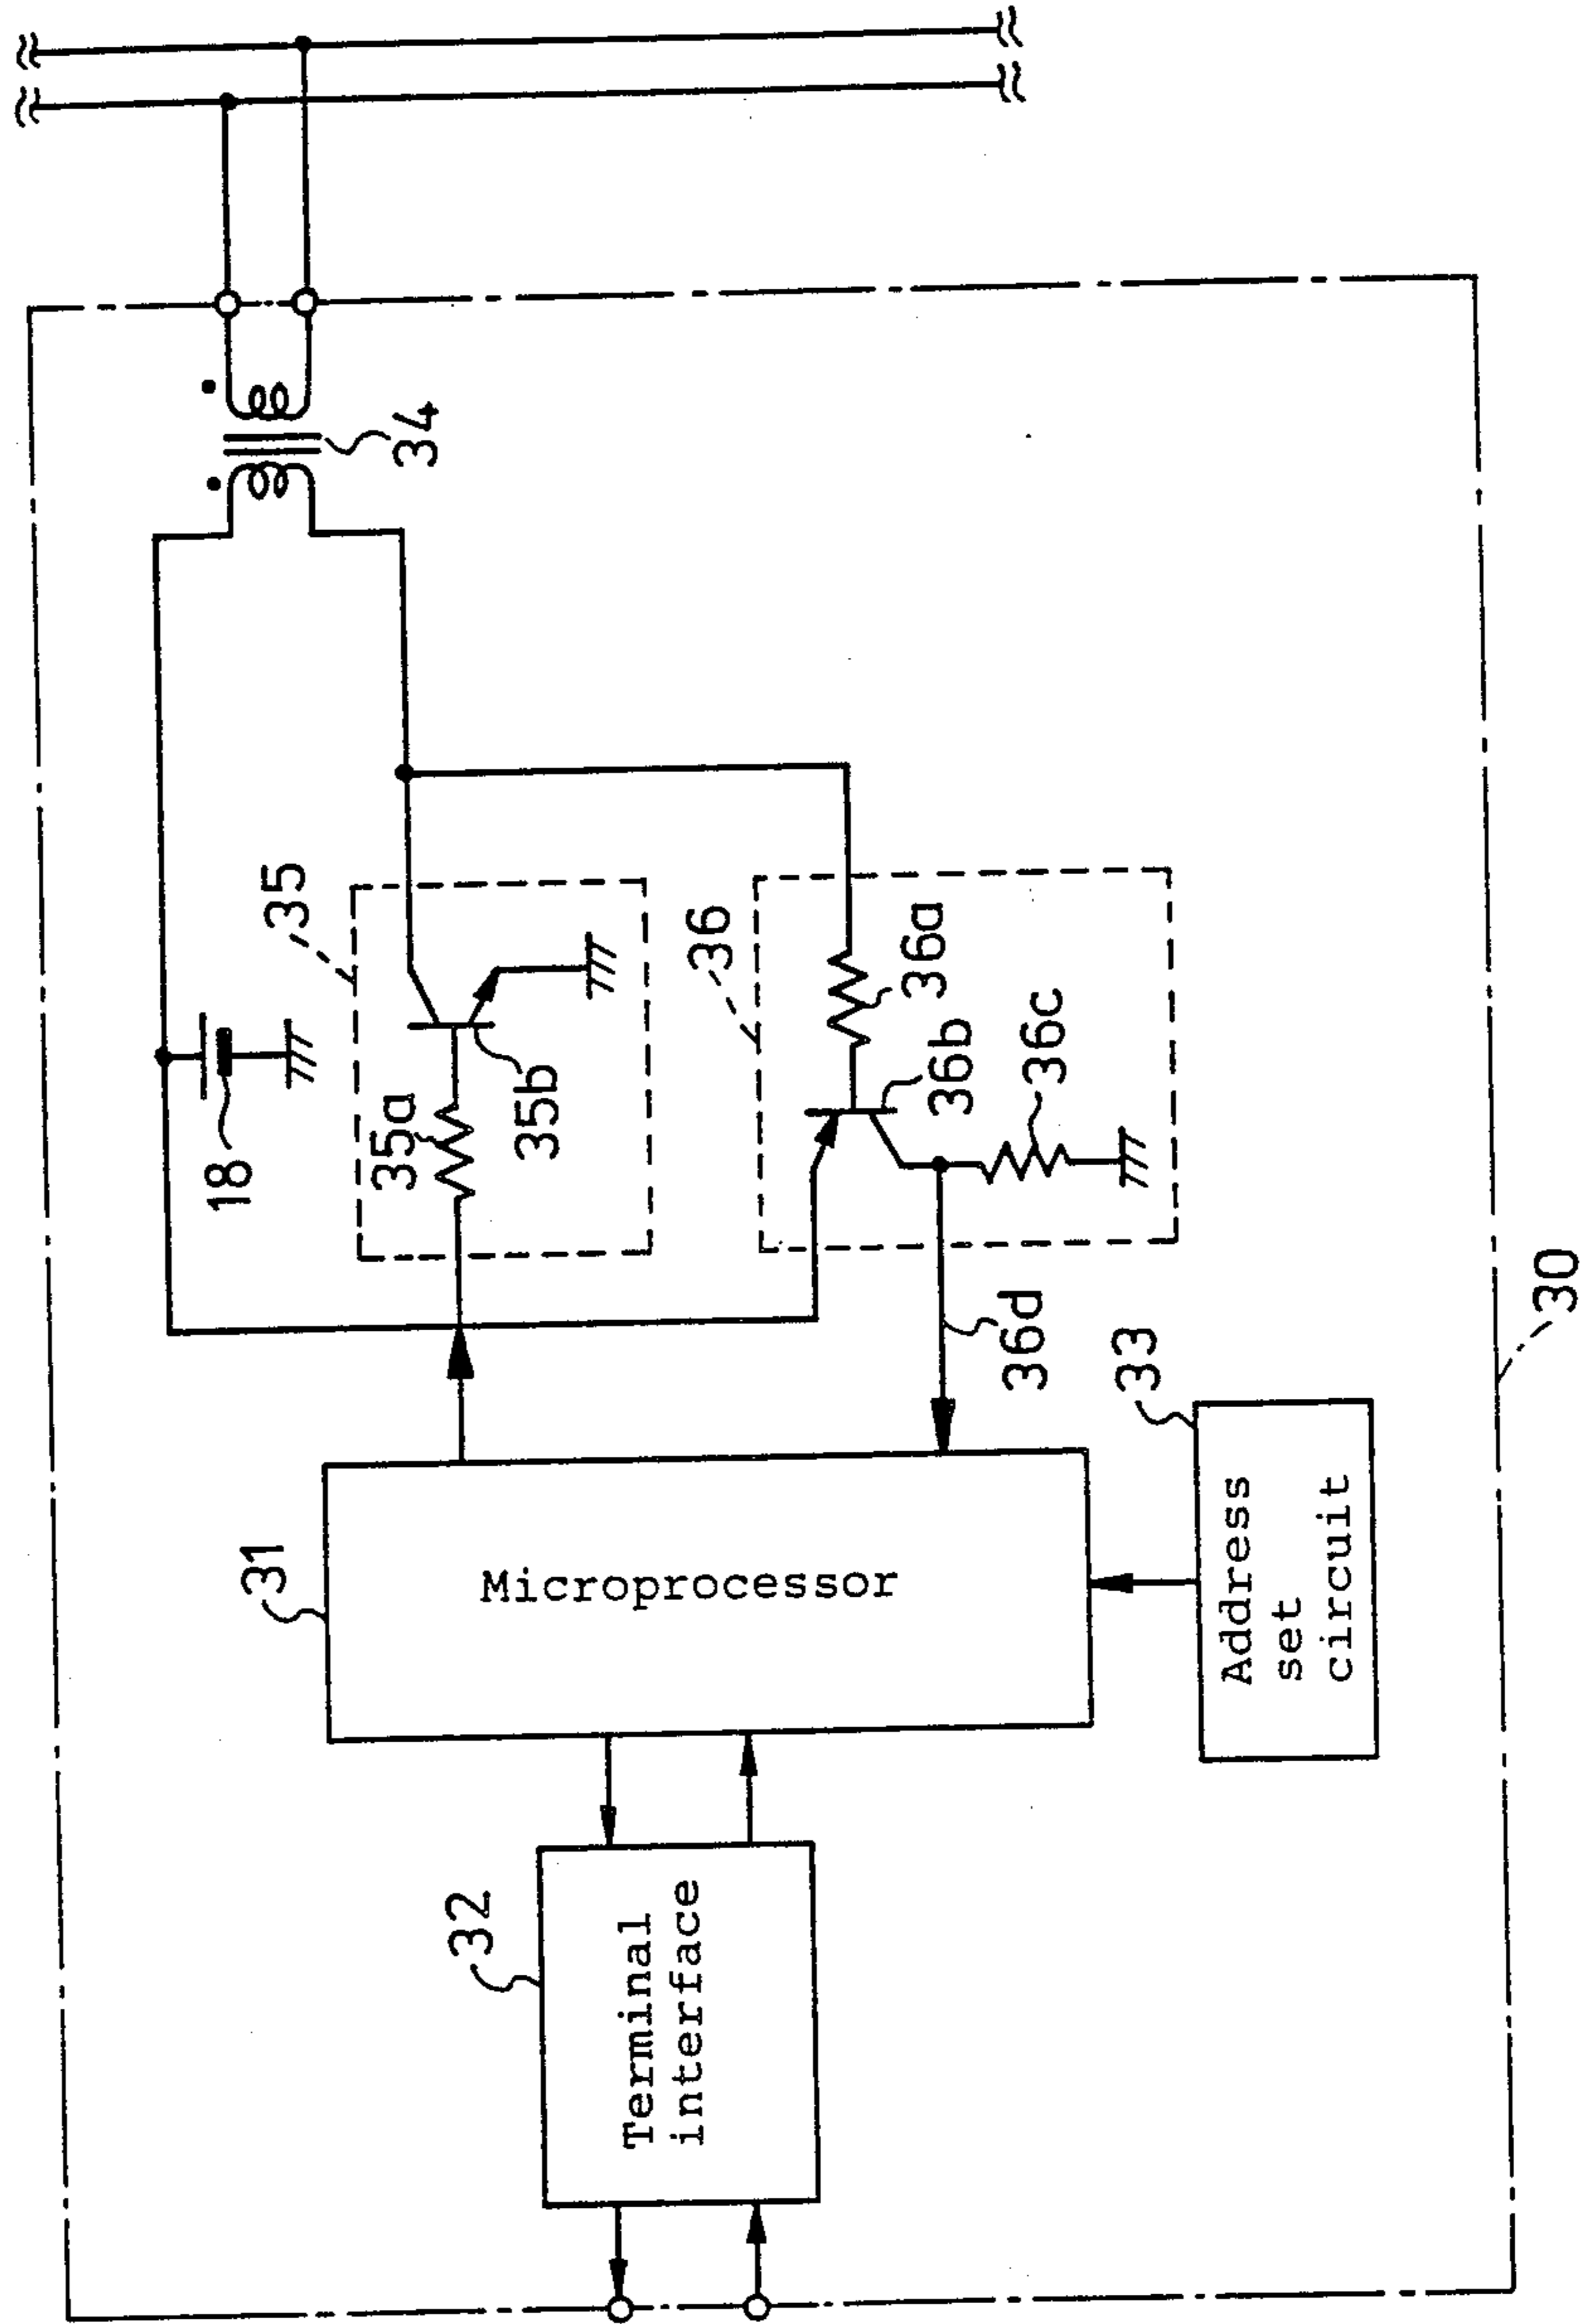 34
35
18
35a
35b
36
36a
36b
36c
36d
31
Microprocessor
33
Address
set
circuit
32
Terminal
interface
30